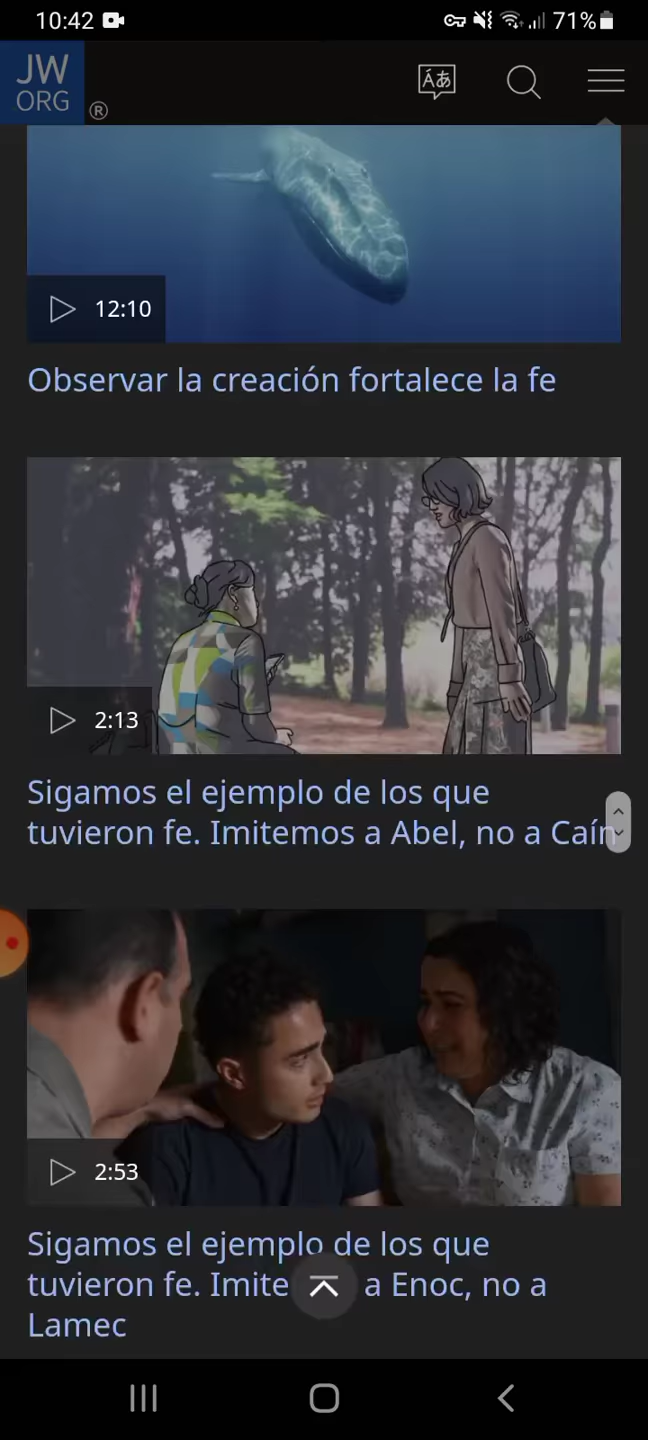 10:42
71%
JW
ORG
®
Áあ
12:10
Observar la creación fortalece la fe
2:13
Sigamos el ejemplo de los que
tuvieron fe. Imitemos a Abel, no a Caín
2:53
Sigamos el ejemplo de los que
tuvieron fe. Imite a Enoc, no a
Lamec